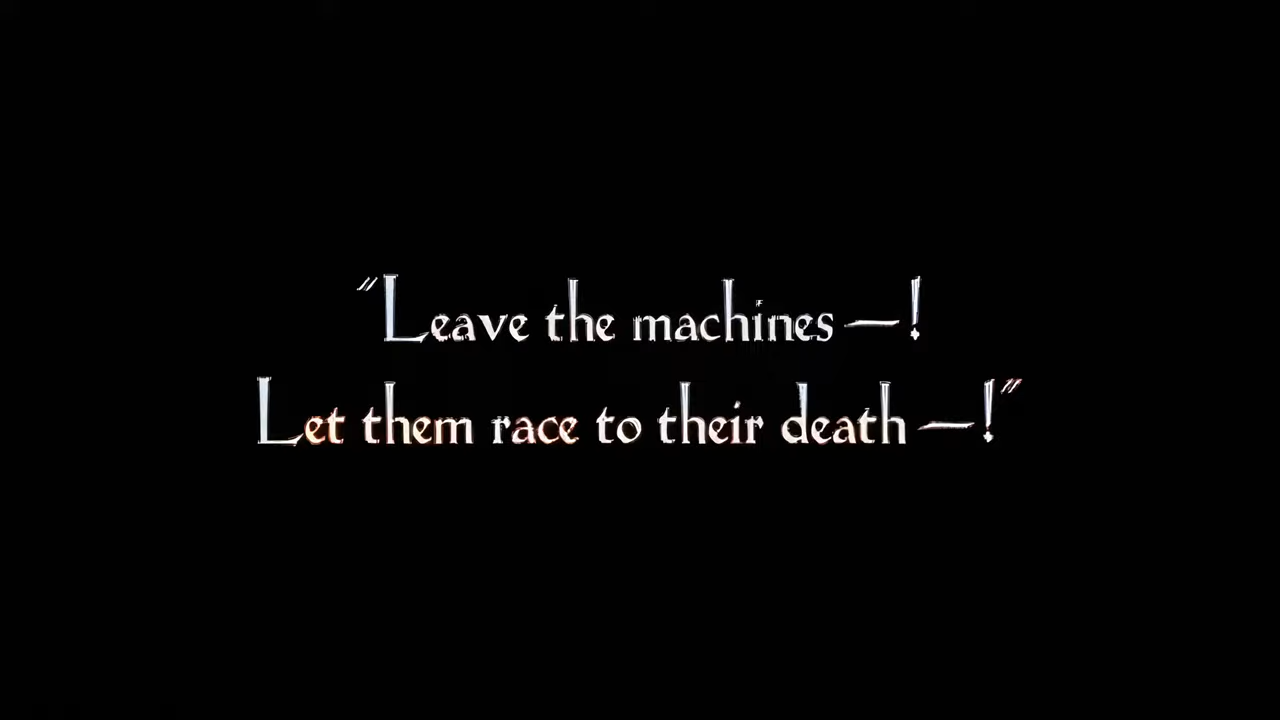 "Leave the machines—!
Let them race to their death—!"